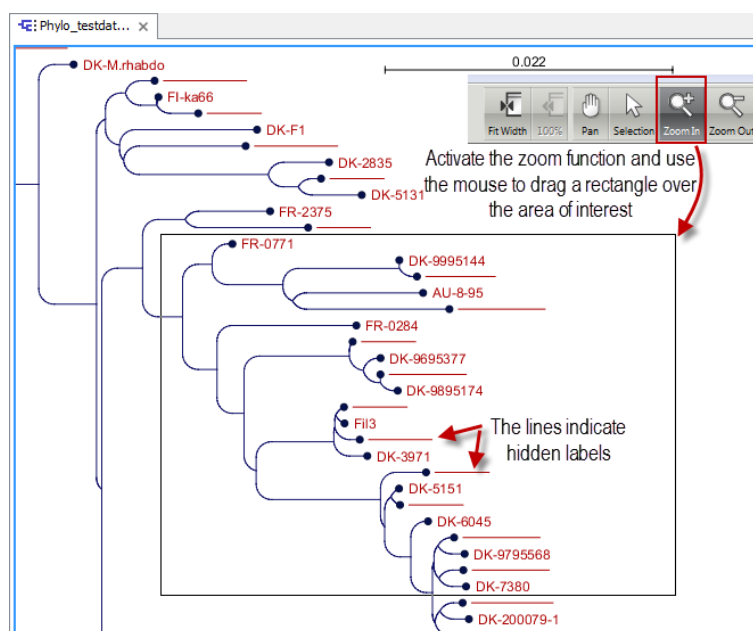 Phylo_testdat...
DK-M.rhabdo
0.022
FI-ka66
Fit Width
100%
Pan
Selection
Zoom In
Zoom Out
DK-F1
Activate the zoom function and use
the mouse to drag a rectangle over
the area of interest
DK-2835
DK-5131
FR-2375
FR-0771
DK-9995144
AU-8-95
FR-0284
DK-9695377
DK-9895174
Fil3
The lines indicate
hidden labels
DK-3971
DK-5151
DK-6045
DK-9795568
DK-7380
DK-200079-1